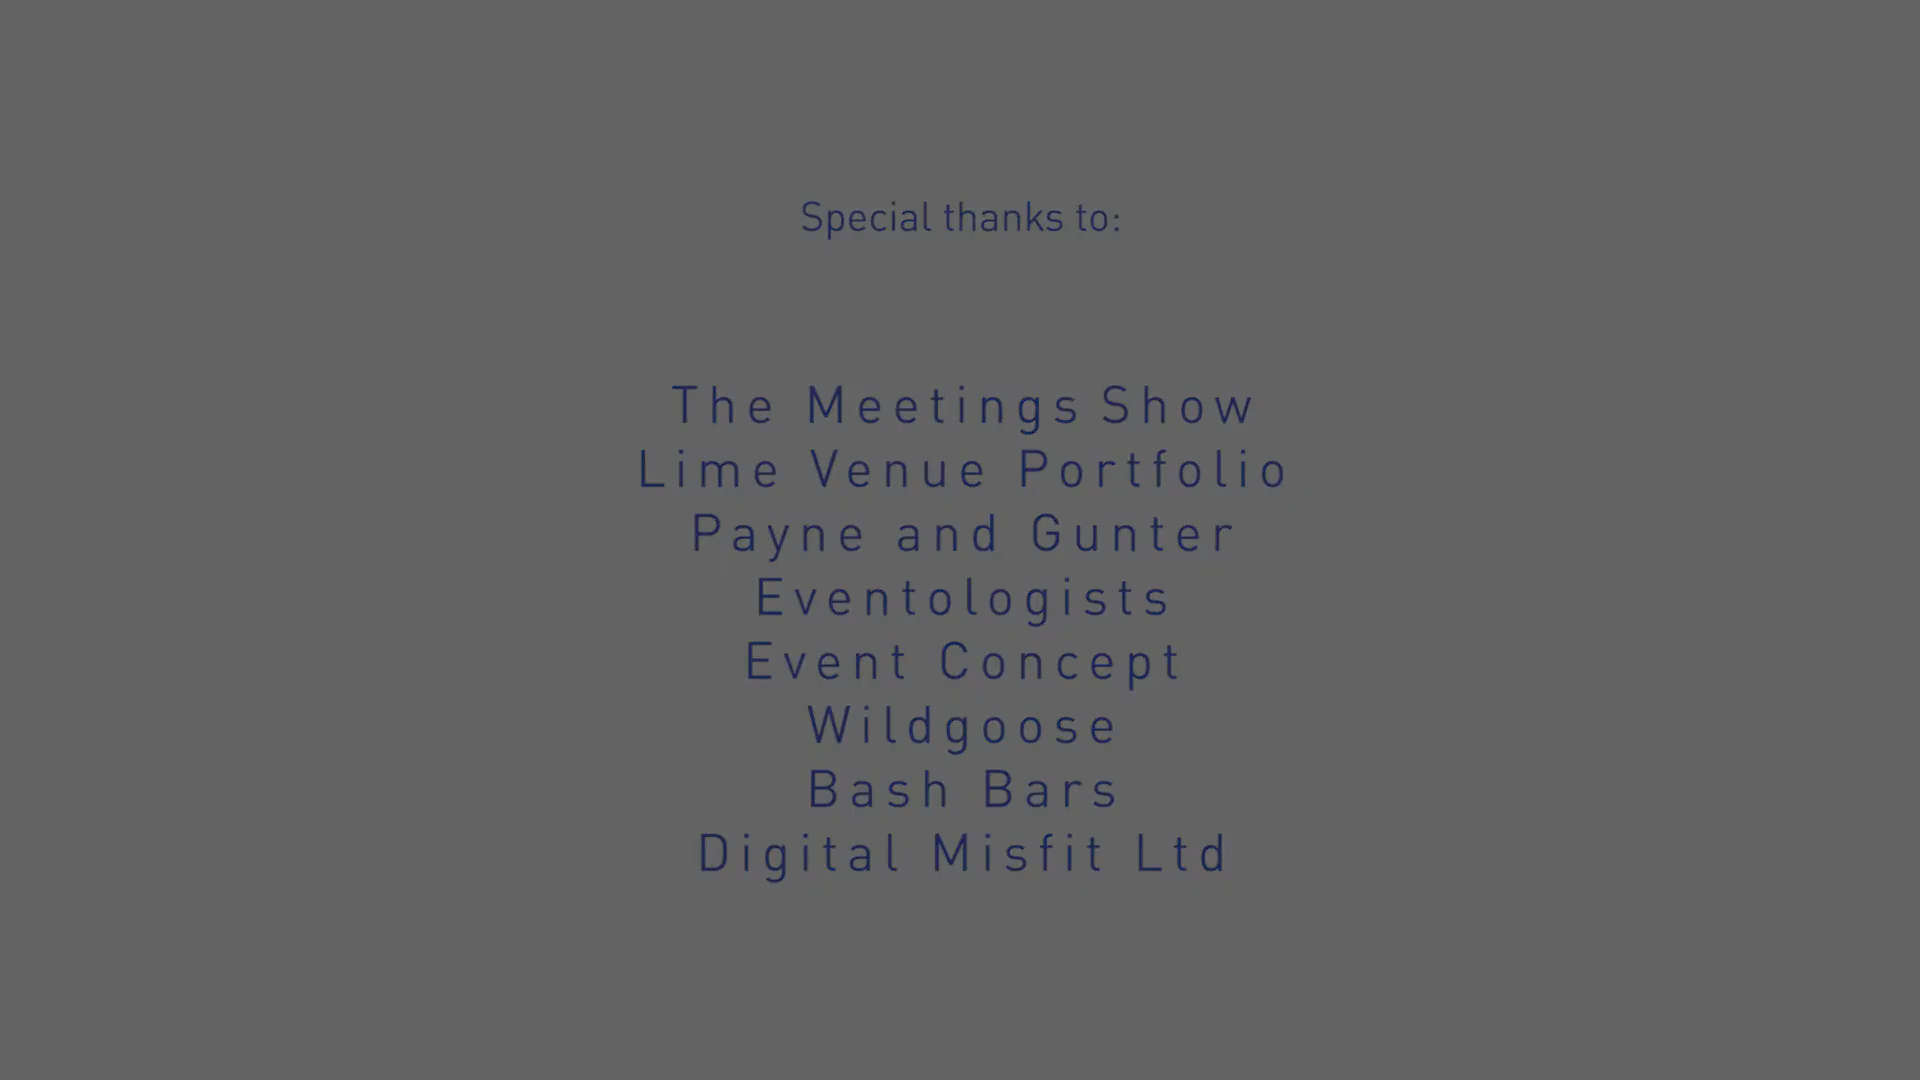 Special thanks to:
The Meetings Show
Lime Venue Portfolio
Payne and Gunter
Eventologists
Event Concept
Wildgoose
Bash Bars
Digital Misfit Ltd